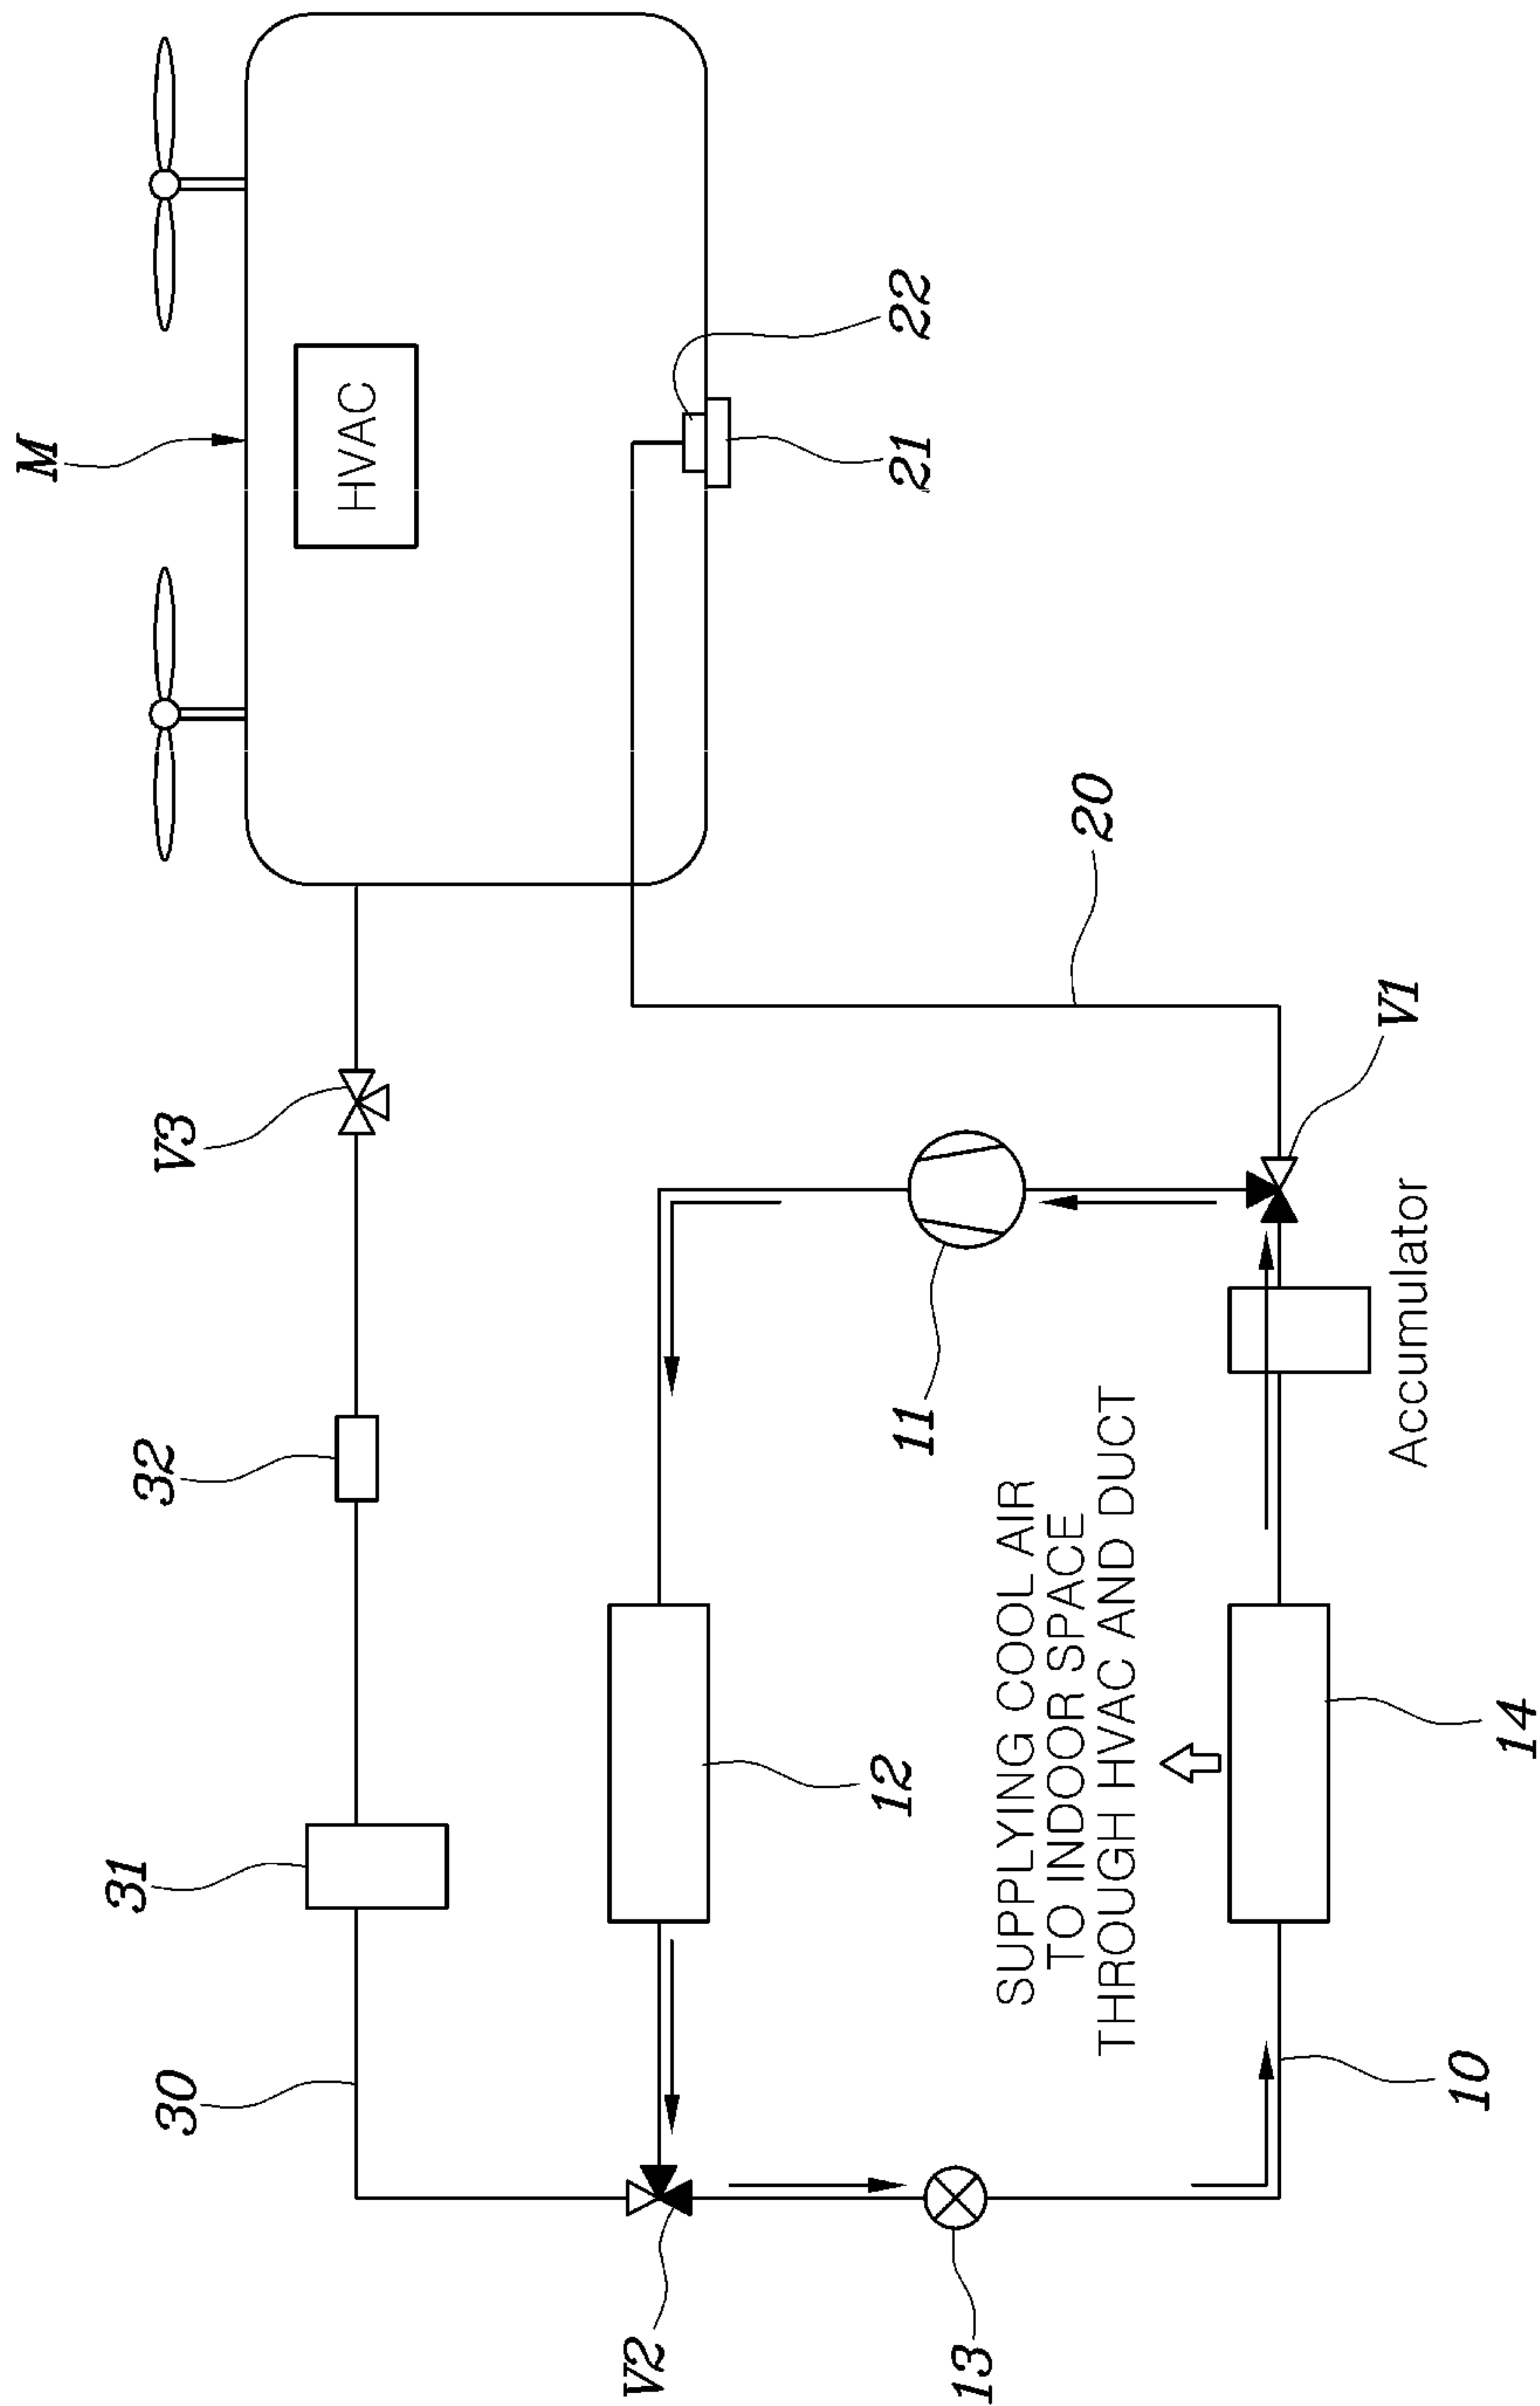 M
30
31
32
V3
HVAC
V2
12
11
21
22
13
SUPPLYING COOL AIR
TO INDOOR SPACE
THROUGH HVAC AND DUCT
20
Accumulator
V1
10
14